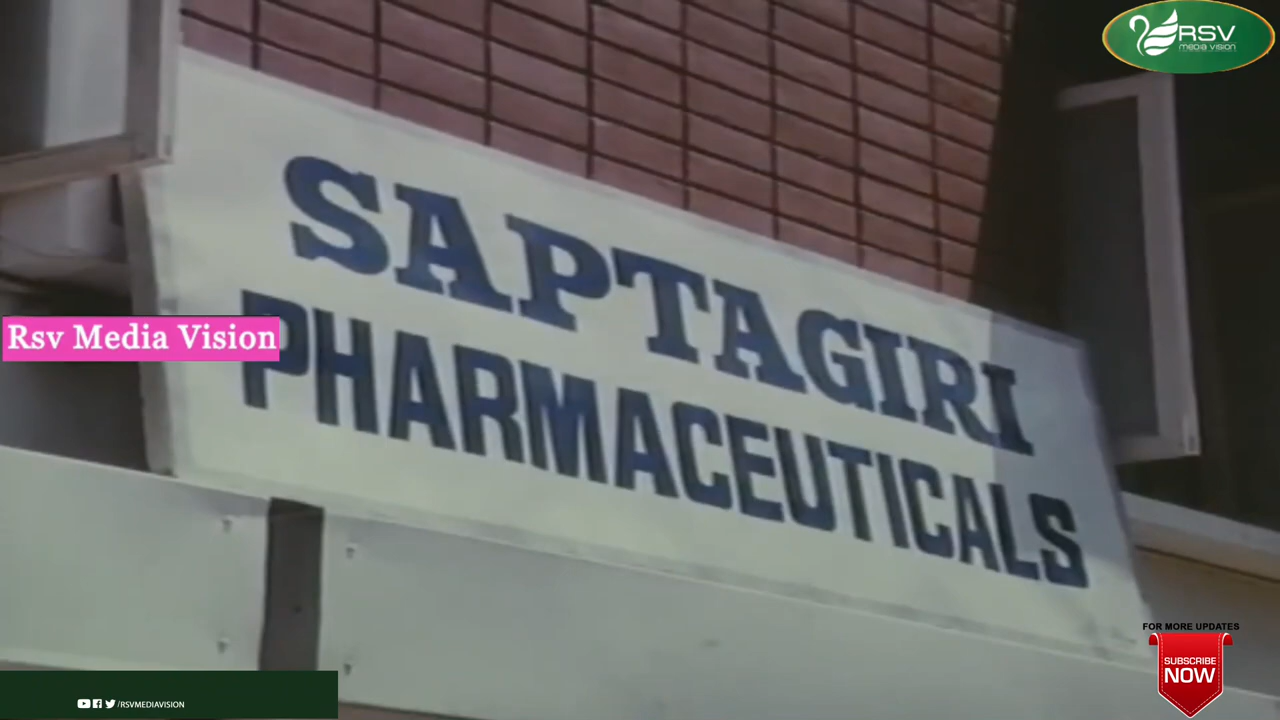 RSV
MEDIA VISION
SAPTAGIRI
PHARMACEUTICALS
Rsv Media Vision
FOR MORE UPDATES
SUBSCRIBE
NOW
/RSVMEDIAVISION